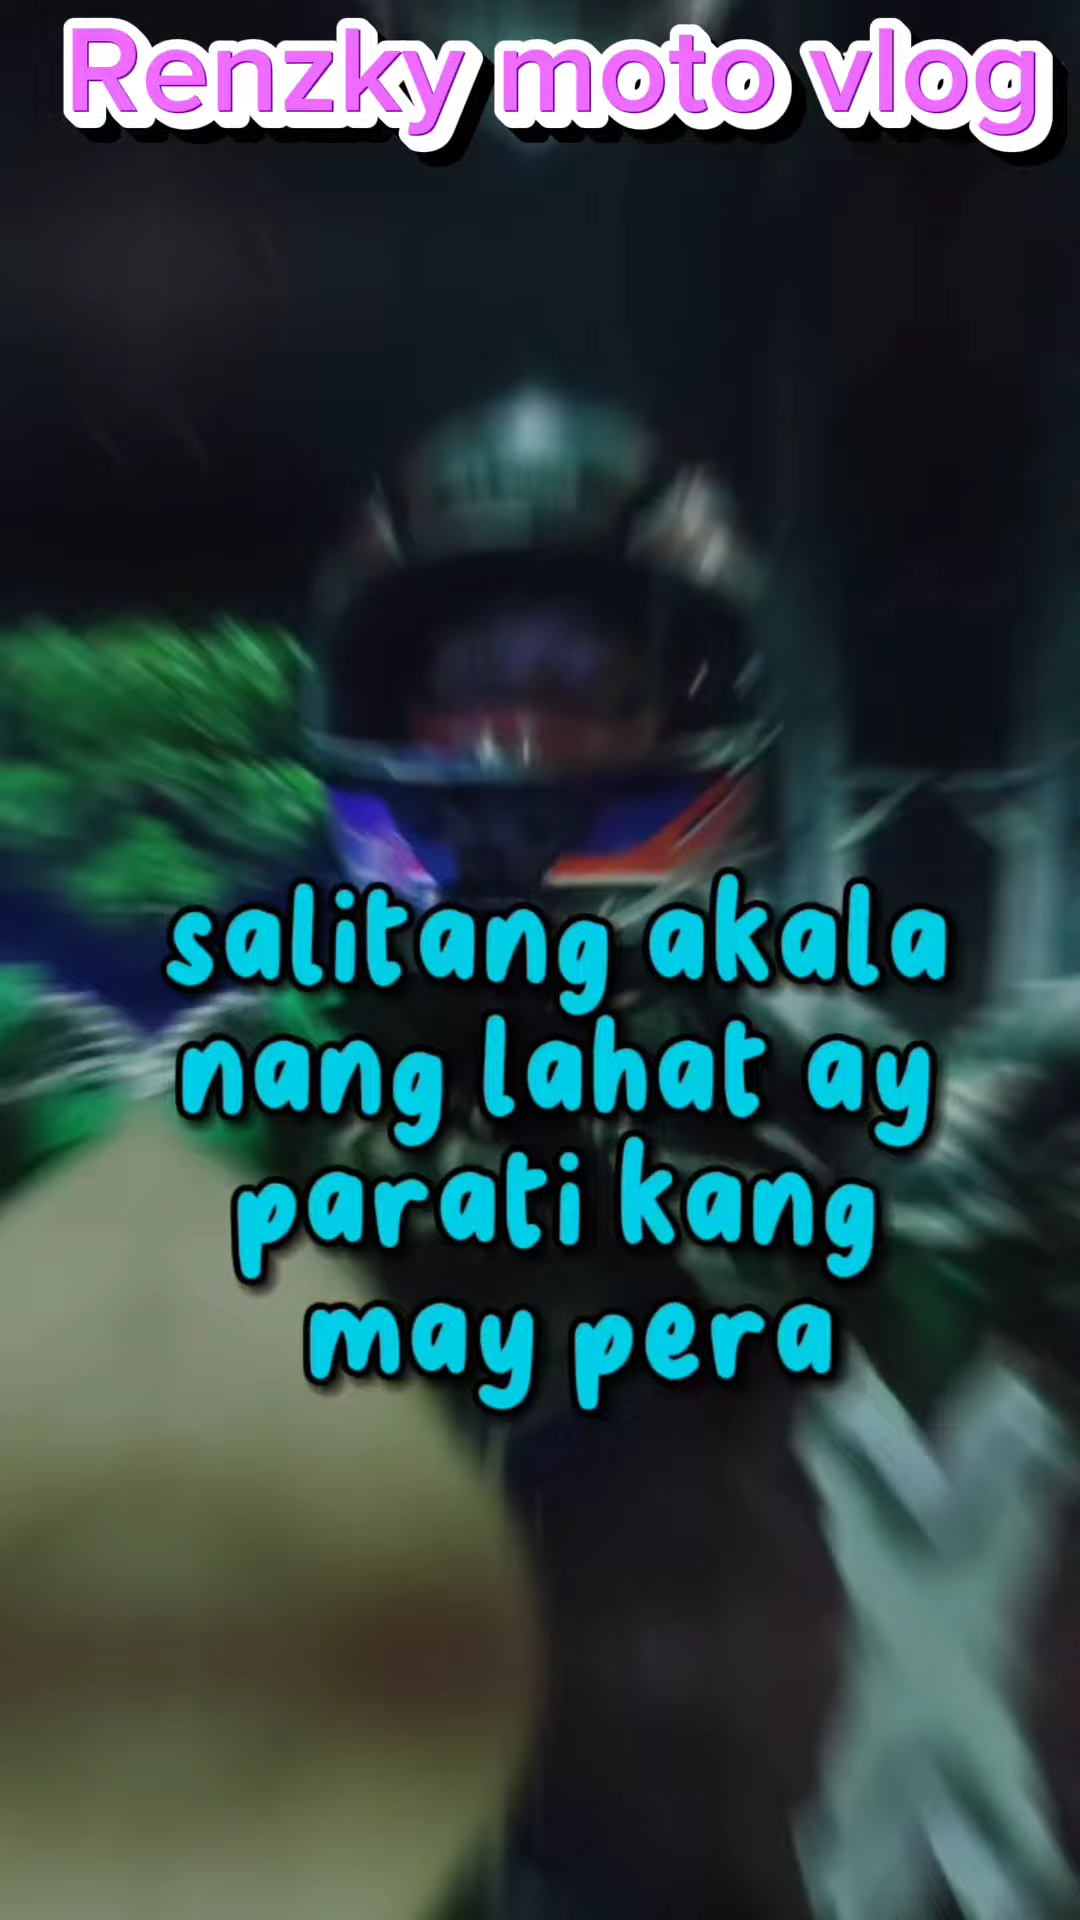 Renzky moto vlog
salitang akala
nang lahat ay
parati kang
may pera